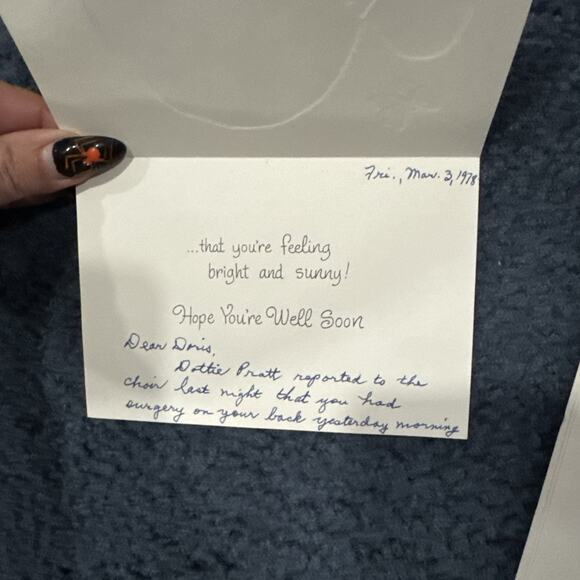 Fri., Mar. 3, 1978
...that you're feeling
bright and sunny!
Hope You're Well Soon
Dear Doris,
Dottie Pratt reported to the
choir last night that you had
surgery on your back yesterday morning